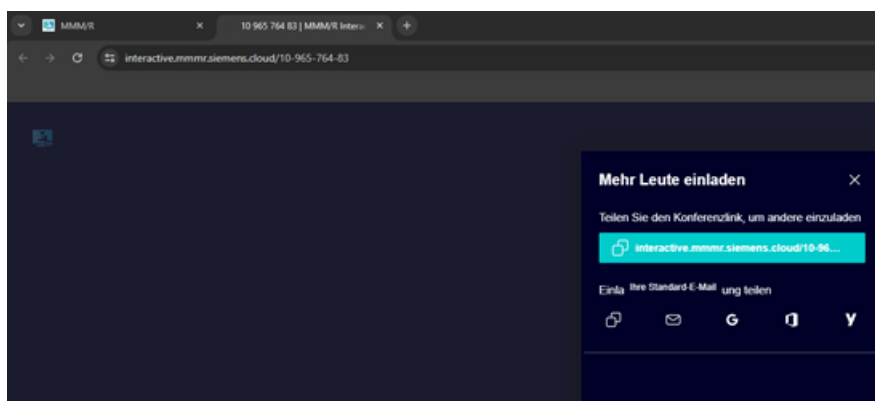 MMM/R
10 965 764 83 | MMM/R Intera
interactive.mmmr.siemens.cloud/10-965-764-83
Mehr Leute einladen
Teilen Sie den Konferenzlink, um andere einzuladen
interactive.mmmr.siemens.cloud/10-96...
Einla Ihre Standard-E-Mail ung teilen